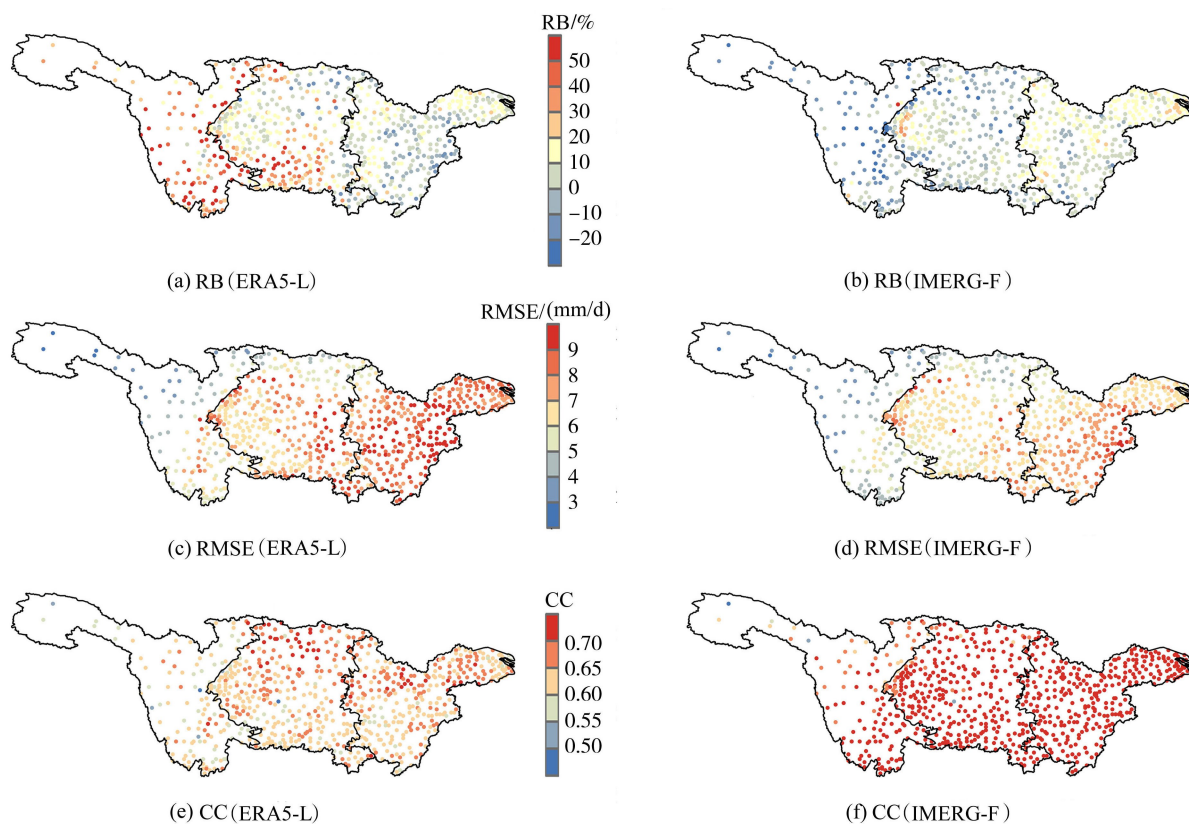 RB/%
50
40
30
20
10
0
−10
−20
(a) RB(ERA5-L)
(b) RB(IMERG-F)
RMSE/(mm/d)
9
8
7
6
5
4
3
(c) RMSE(ERA5-L)
(d) RMSE(IMERG-F)
CC
0.70
0.65
0.60
0.55
0.50
(e) CC(ERA5-L)
(f) CC(IMERG-F)